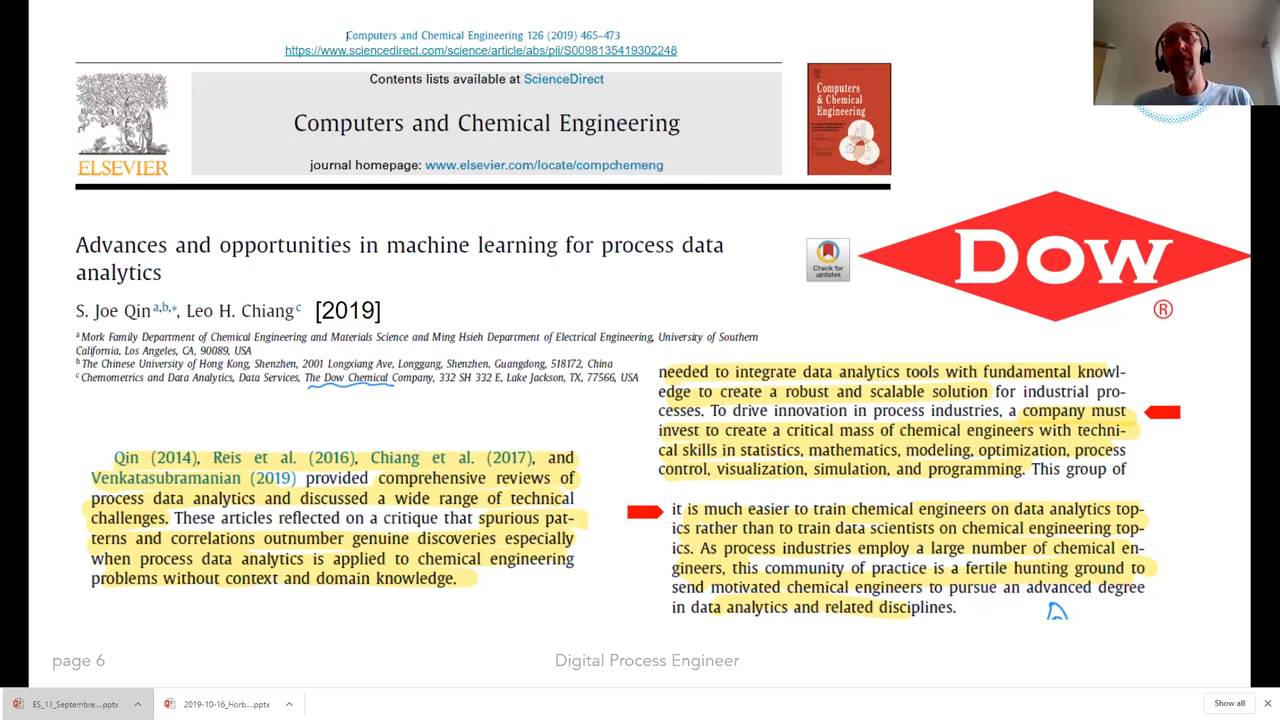 Computers and Chemical Engineering 126 (2019) 465–473
https://www.sciencedirect.com/science/article/abs/pii/S0098135419302248
Contents lists available at ScienceDirect
Computers and Chemical Engineering
journal homepage: www.elsevier.com/locate/compchemeng
ELSEVIER
Computers
& Chemical
Engineering
Advances and opportunities in machine learning for process data
analytics
Check for
updates
DOW
®
S. Joe Qin a,b,*, Leo H. Chiang c [2019]
a Mork Family Department of Chemical Engineering and Materials Science and Ming Hsieh Department of Electrical Engineering, University of Southern
California, Los Angeles, CA, 90089, USA
b The Chinese University of Hong Kong, Shenzhen, 2001 Longxiang Ave, Longgang, Shenzhen, Guangdong, 518172, China
c Chemometrics and Data Analytics, Data Services, The Dow Chemical Company, 332 SH 332 E, Lake Jackson, TX, 77566, USA
Qin (2014), Reis et al. (2016), Chiang et al. (2017), and
Venkatasubramanian (2019) provided comprehensive reviews of
process data analytics and discussed a wide range of technical
challenges. These articles reflected on a critique that spurious pat-
terns and correlations outnumber genuine discoveries especially
when process data analytics is applied to chemical engineering
problems without context and domain knowledge.
needed to integrate data analytics tools with fundamental knowl-
edge to create a robust and scalable solution for industrial pro-
cesses. To drive innovation in process industries, a company must
invest to create a critical mass of chemical engineers with techni-
cal skills in statistics, mathematics, modeling, optimization, process
control, visualization, simulation, and programming. This group of
it is much easier to train chemical engineers on data analytics top-
ics rather than to train data scientists on chemical engineering top-
ics. As process industries employ a large number of chemical en-
gineers, this community of practice is a fertile hunting ground to
send motivated chemical engineers to pursue an advanced degree
in data analytics and related disciplines.
page 6
Digital Process Engineer
ES_11_Septembre....pptx
2019-10-16_Horb....pptx
Show all